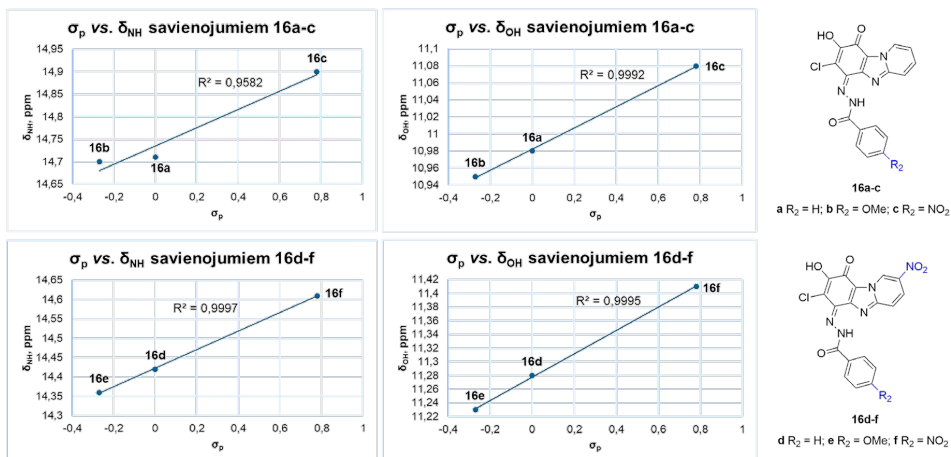 σp vs. δNH savienojumiem 16a-c
14,95
14,9
14,85
14,8
14,75
14,7
14,65
δNH, ppm
R² = 0,9582
16c
16b
16a
-0,4
-0,2
0
0,2
0,4
0,6
0,8
1
σp
σp vs. δOH savienojumiem 16a-c
11,1
11,08
11,06
11,04
11,02
11
10,98
10,96
10,94
δOH, ppm
R² = 0,9992
16c
16a
16b
-0,4
-0,2
0
0,2
0,4
0,6
0,8
1
σp
O
HO
Cl
N
N
N
NH
O
R2
16a-c
a R2 = H; b R2 = OMe; c R2 = NO2
σp vs. δNH savienojumiem 16d-f
14,65
14,6
14,55
14,5
14,45
14,4
14,35
14,3
δNH, ppm
R² = 0,9997
16f
16d
16e
-0,4
-0,2
0
0,2
0,4
0,6
0,8
1
σp
σp vs. δOH savienojumiem 16d-f
11,42
11,4
11,38
11,36
11,34
11,32
11,3
11,28
11,26
11,24
11,22
δOH, ppm
R² = 0,9995
16f
16d
16e
-0,4
-0,2
0
0,2
0,4
0,6
0,8
1
σp
NO2
O
HO
Cl
N
N
N
NH
O
R2
16d-f
d R2 = H; e R2 = OMe; f R2 = NO2